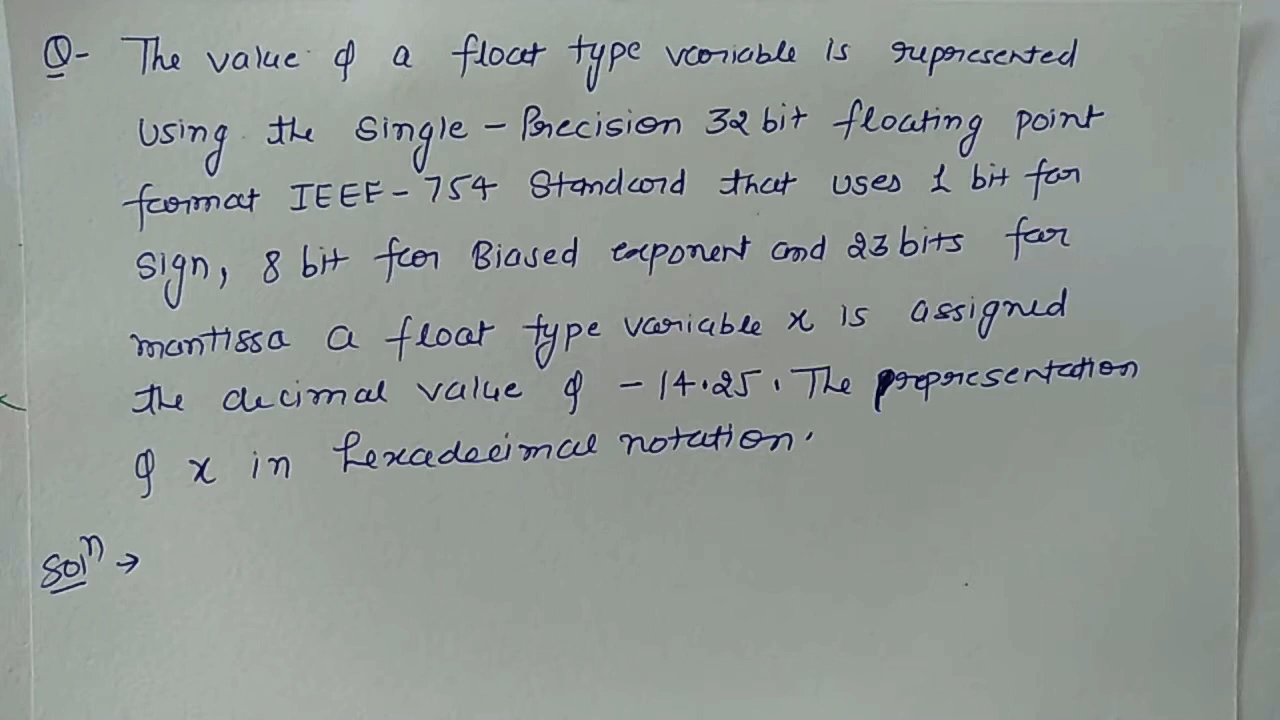 Q- The value of a float type variable is represented
using the single-Precision 32 bit floating point
format IEEE-754 Standard that uses 1 bit for
sign, 8 bit for Biased exponent and 23 bits for
mantissa a float type variable x is assigned
the decimal value of -14.25. The representation
of x in hexadecimal notation.
Solⁿ →